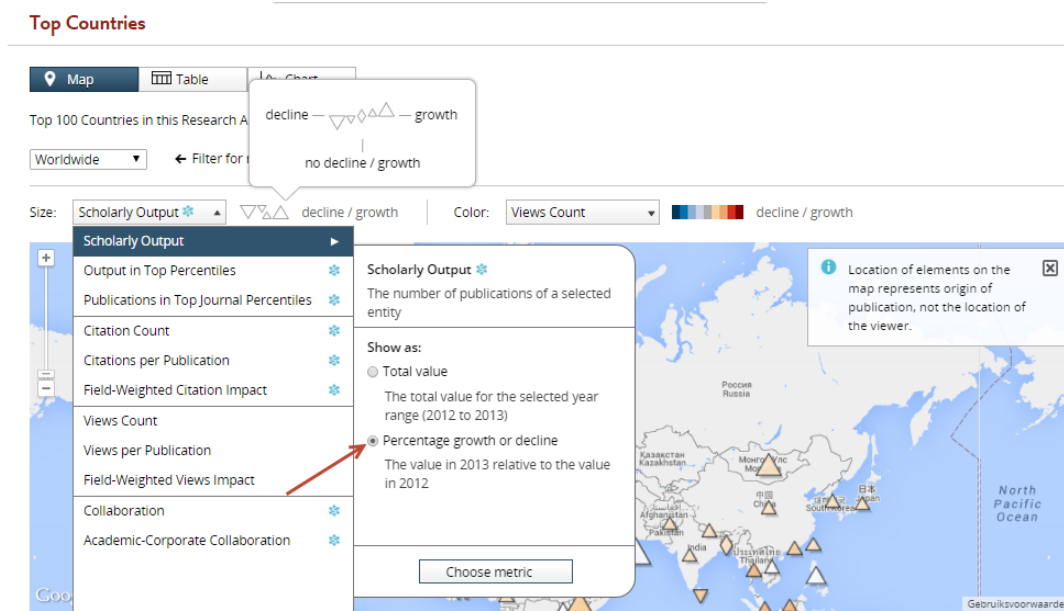 Top Countries
Map
Table
Chart
decline — — growth
no decline / growth
Top 100 Countries in this Research A
Worldwide ▼
← Filter for
Size:
Scholarly Output
decline / growth
Color:
Views Count
decline / growth
Scholarly Output
Output in Top Percentiles
Publications in Top Journal Percentiles
Citation Count
Citations per Publication
Field-Weighted Citation Impact
Views Count
Views per Publication
Field-Weighted Views Impact
Collaboration
Academic-Corporate Collaboration
Scholarly Output
The number of publications of a selected
entity
Show as:
Total value
The total value for the selected year
range (2012 to 2013)
Percentage growth or decline
The value in 2013 relative to the value
in 2012
Choose metric
Location of elements on the
map represents origin of
publication, not the location of
the viewer.
Россия
Russia
Казахстан
Kazakhstan
中国
日本
Afghanistan
Pakistan
India
Thailand
North
Pacific
Ocean
Goo
Gebruiksvoorwaarde